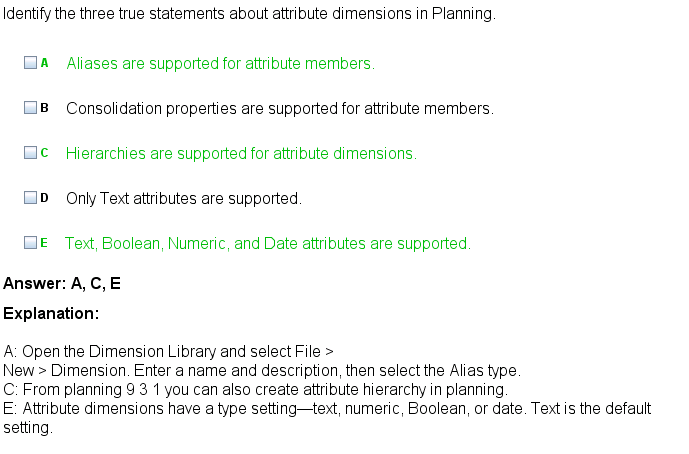 Identify the three true statements about attribute dimensions in Planning.
A Aliases are supported for attribute members.
B Consolidation properties are supported for attribute members.
C Hierarchies are supported for attribute dimensions.
D Only Text attributes are supported.
E Text, Boolean, Numeric, and Date attributes are supported.
Answer: A, C, E
Explanation:
A: Open the Dimension Library and select File >
New > Dimension. Enter a name and description, then select the Alias type.
C: From planning 9 3 1 you can also create attribute hierarchy in planning.
E: Attribute dimensions have a type setting—text, numeric, Boolean, or date. Text is the default
setting.